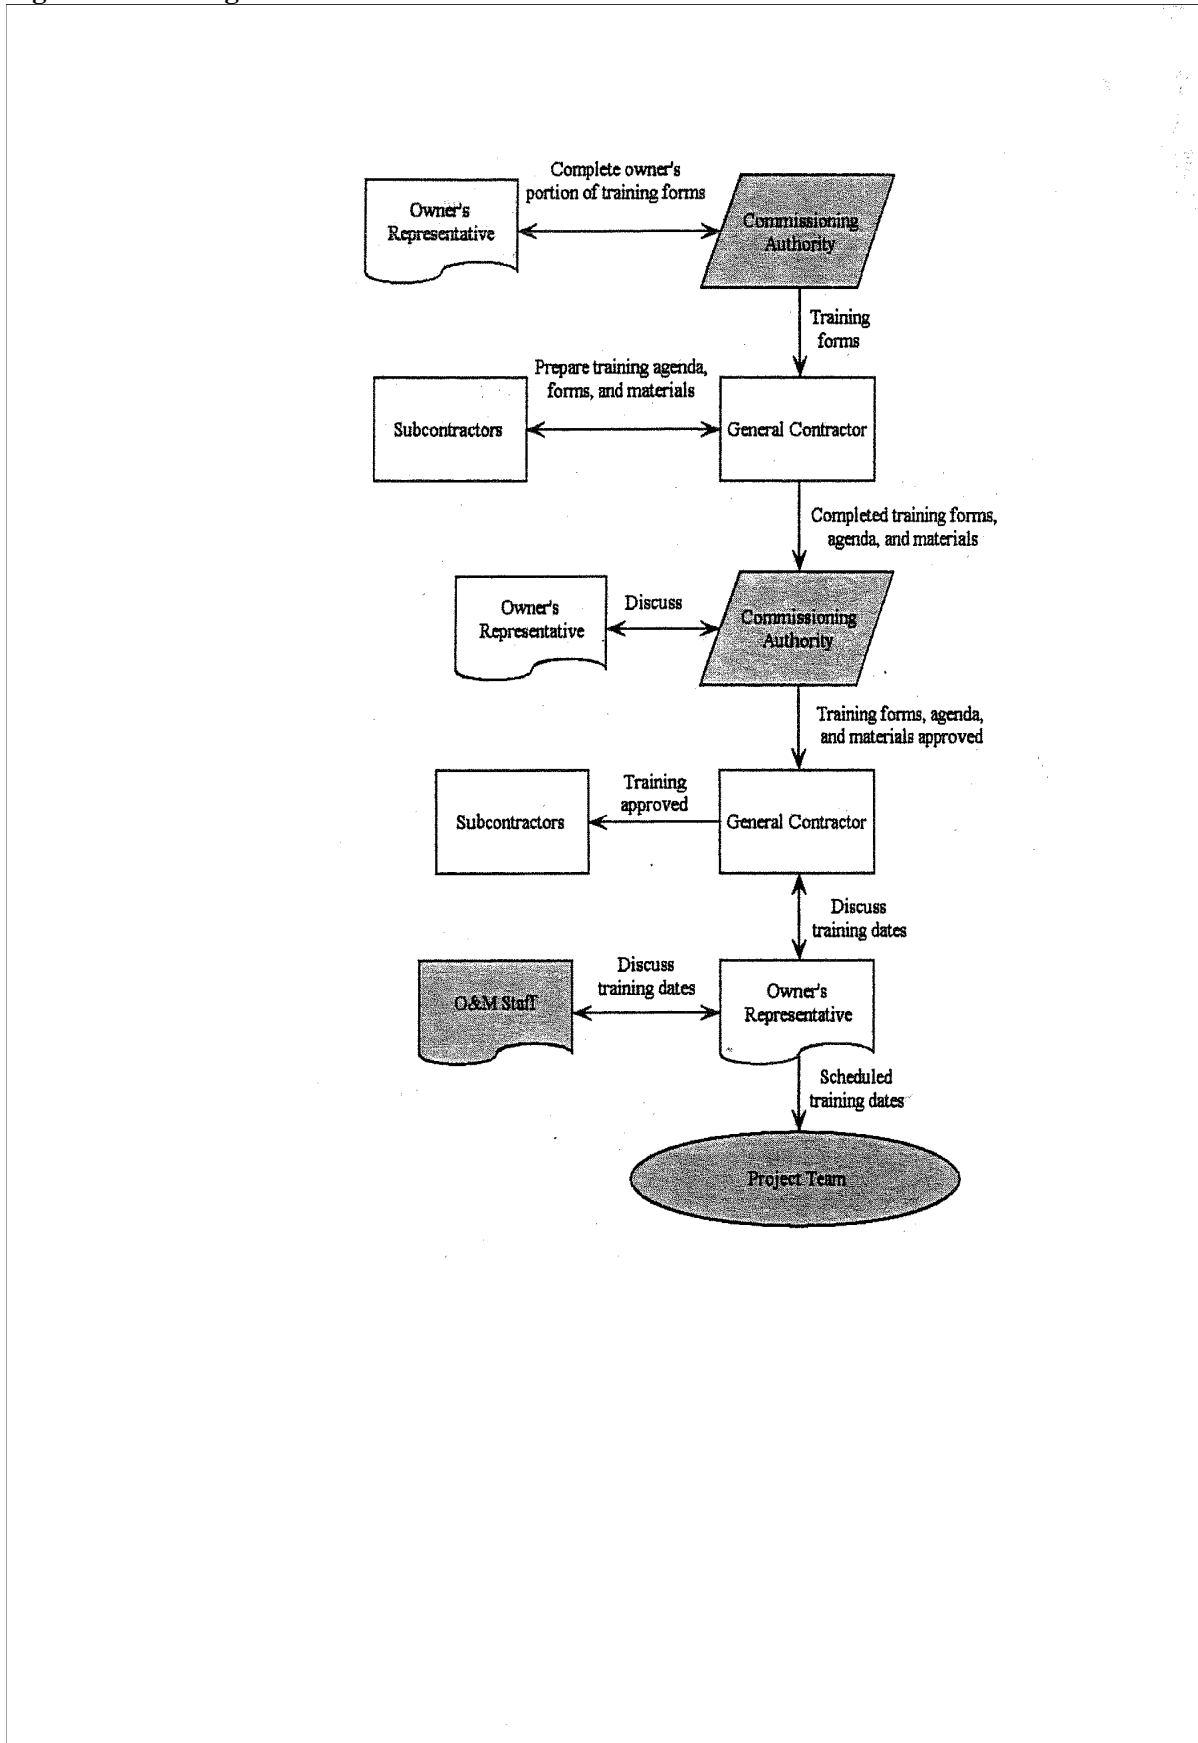 Complete owner's
portion of training forms
Owner's
Representative
Commissioning
Authority
Training
forms
Prepare training agenda,
forms, and materials
Subcontractors
General Contractor
Completed training forms,
agenda, and materials
Owner's
Representative
Discuss
Commissioning
Authority
Training forms, agenda,
and materials approved
Subcontractors
Training
approved
General Contractor
Discuss
training dates
O&M Staff
Discuss
training dates
Owner's
Representative
Scheduled
training dates
Project Team